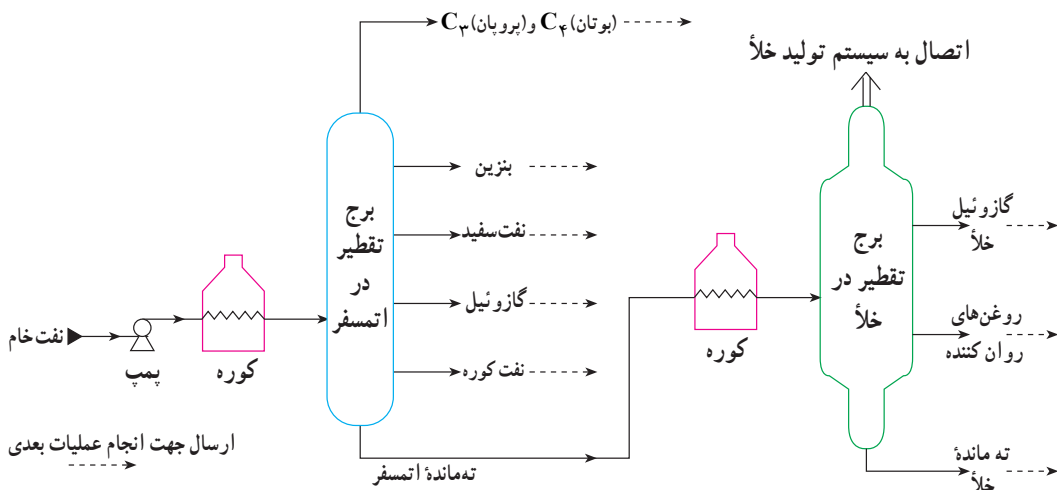 C۳(پروپان) و C۴(بوتان)
اتصال به سیستم تولید خلأ
برج
تقطیر
در
اتمسفر
بنزین
نفت‌سفید
گازوئیل
نفت کوره
نفت خام
پمپ
کوره
ته‌ماندهٔ اتمسفر
کوره
برج
تقطیر در
خلأ
گازوئیل
خلأ
روغن‌های
روان کننده
ته ماندهٔ
خلأ
ارسال جهت انجام عملیات بعدی